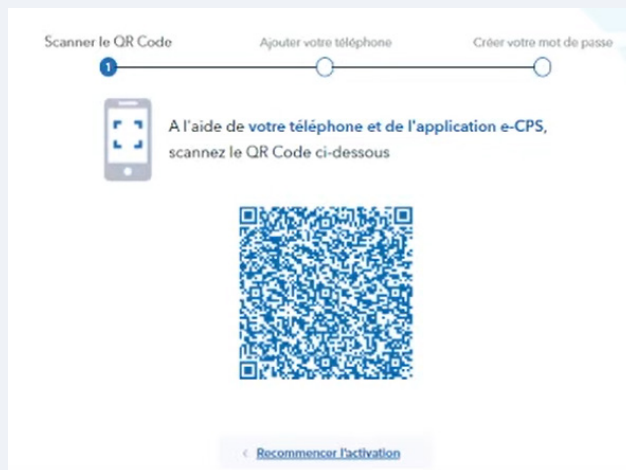 Scanner le QR Code
Ajouter votre téléphone
Créer votre mot de passe
1
A l'aide de votre téléphone et de l'application e-CPS,
scannez le QR Code ci-dessous
< Recommencer l'activation